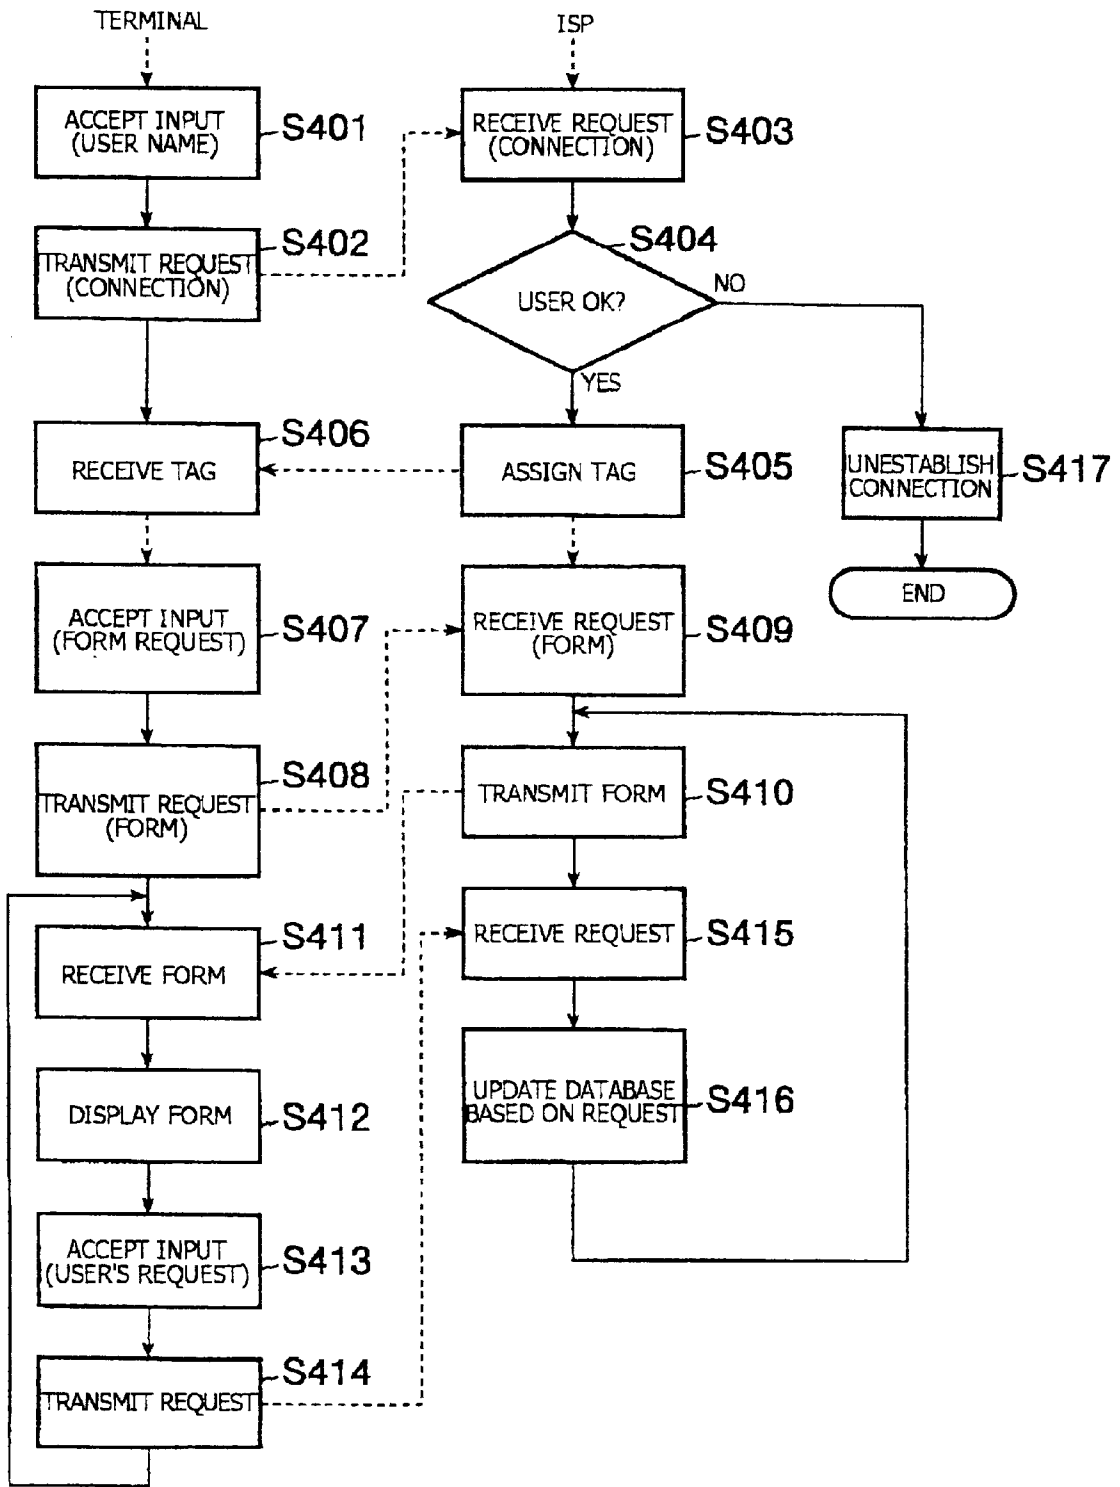 TERMINAL
ACCEPT INPUT
(USER NAME)
S401
TRANSMIT REQUEST
(CONNECTION)
S402
RECEIVE TAG
S406
ACCEPT INPUT
(FORM REQUEST)
S407
TRANSMIT REQUEST
(FORM)
S408
RECEIVE FORM
S411
DISPLAY FORM
S412
ACCEPT INPUT
(USER'S REQUEST)
S413
TRANSMIT REQUEST
S414
ISP
RECEIVE REQUEST
(CONNECTION)
S403
USER OK?
S404
NO
YES
ASSIGN TAG
S405
UNESTABLISH
CONNECTION
S417
END
RECEIVE REQUEST
(FORM)
S409
TRANSMIT FORM
S410
RECEIVE REQUEST
S415
UPDATE DATABASE
BASED ON REQUEST
S416